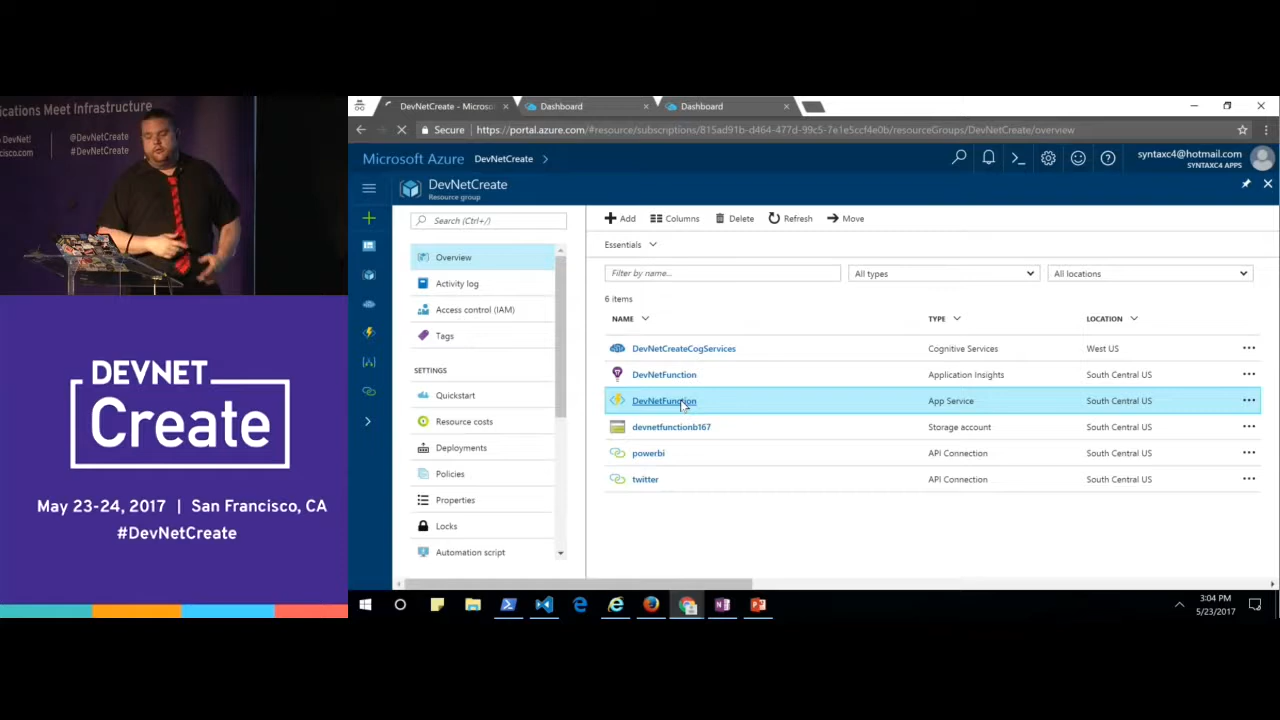 ications Meet Infrastructure
DevNet!
@DevNetCreate
isco.com
#DevNetCreate
DEVNET
Create
May 23-24, 2017 | San Francisco, CA
#DevNetCreate
DevNetCreate - Microso
Dashboard
Dashboard
Secure
https://portal.azure.com/#resource/subscriptions/815ad91b-d464-477d-99c5-7e1e5ccf4e0b/resourceGroups/DevNetCreate/overview
Microsoft Azure DevNetCreate
syntaxc4@hotmail.com
SYNTAXC4 APPS
DevNetCreate
Resource group
Search (Ctrl+/)
Overview
Activity log
Access control (IAM)
Tags
SETTINGS
Quickstart
Resource costs
Deployments
Policies
Properties
Locks
Automation script
Add Columns Delete Refresh Move
Essentials
Filter by name... All types All locations
6 items
NAME TYPE LOCATION
DevNetCreateCogServices Cognitive Services West US
DevNetFunction Application Insights South Central US
DevNetFunction App Service South Central US
devnetfunctionb167 Storage account South Central US
powerbi API Connection South Central US
twitter API Connection South Central US
3:04 PM
5/23/2017